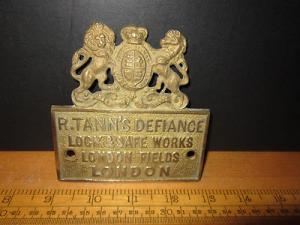 R. TANN'S DEFIANCE
LOCK & SAFE WORKS
LONDON FIELDS
LONDON
8 9 10 11 12 13 14 15